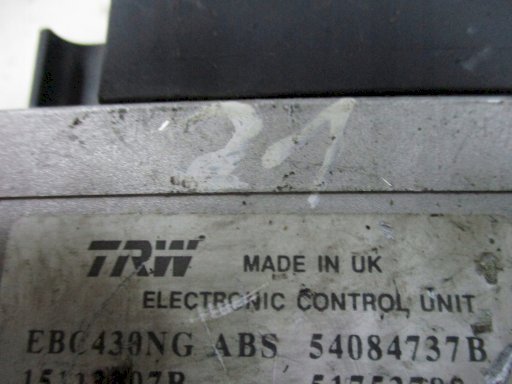 21
TRW MADE IN UK
ELECTRONIC CONTROL UNIT
EBC430NG ABS 54084737B